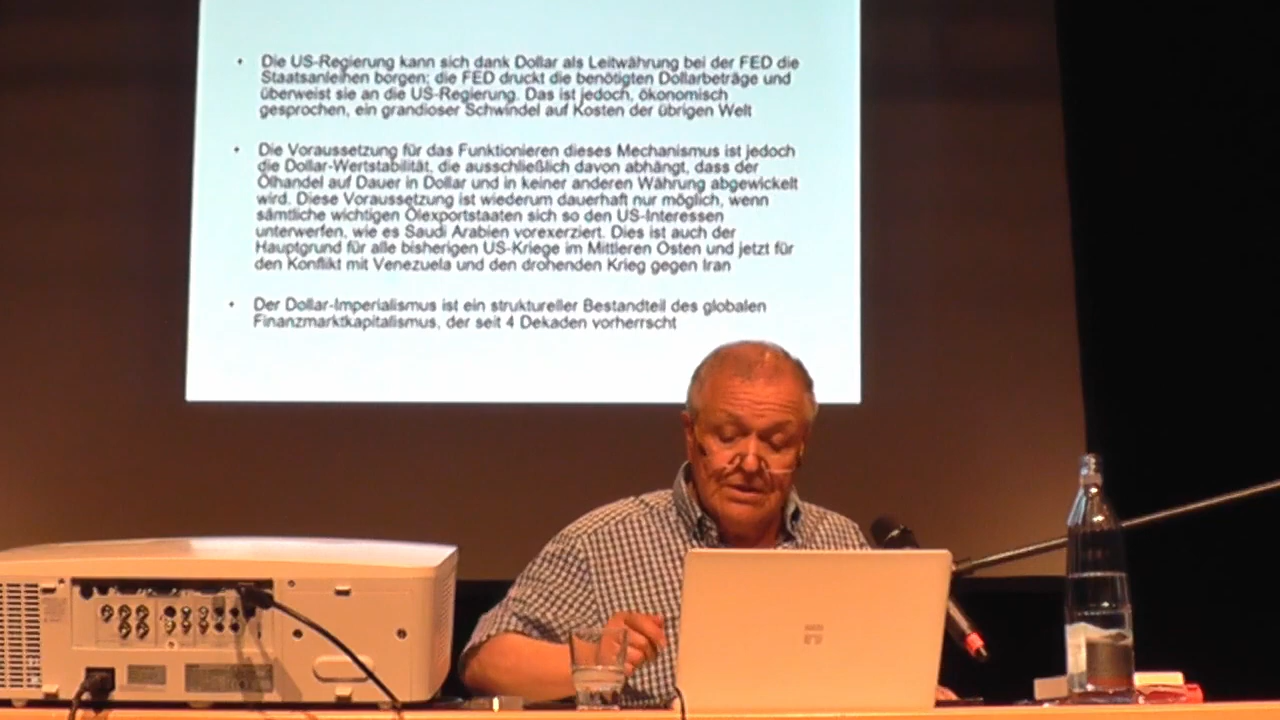 • Die US-Regierung kann sich dank Dollar als Leitwährung bei der FED die
Staatsanleihen borgen; die FED druckt die benötigten Dollarbeträge und
überweist sie an die US-Regierung. Das ist jedoch, ökonomisch
gesprochen, ein grandioser Schwindel auf Kosten der übrigen Welt
• Die Voraussetzung für das Funktionieren dieses Mechanismus ist jedoch
die Dollar-Wertstabilität, die ausschließlich davon abhängt, dass der
Ölhandel auf Dauer in Dollar und in keiner anderen Währung abgewickelt
wird. Diese Voraussetzung ist wiederum dauerhaft nur möglich, wenn
sämtliche wichtigen Ölexportstaaten sich so den US-Interessen
unterwerfen, wie es Saudi Arabien vorexerziert. Dies ist auch der
Hauptgrund für alle bisherigen US-Kriege im Mittleren Osten und jetzt für
den Konflikt mit Venezuela und den drohenden Krieg gegen Iran
• Der Dollar-Imperialismus ist ein struktureller Bestandteil des globalen
Finanzmarktkapitalismus, der seit 4 Dekaden vorherrscht